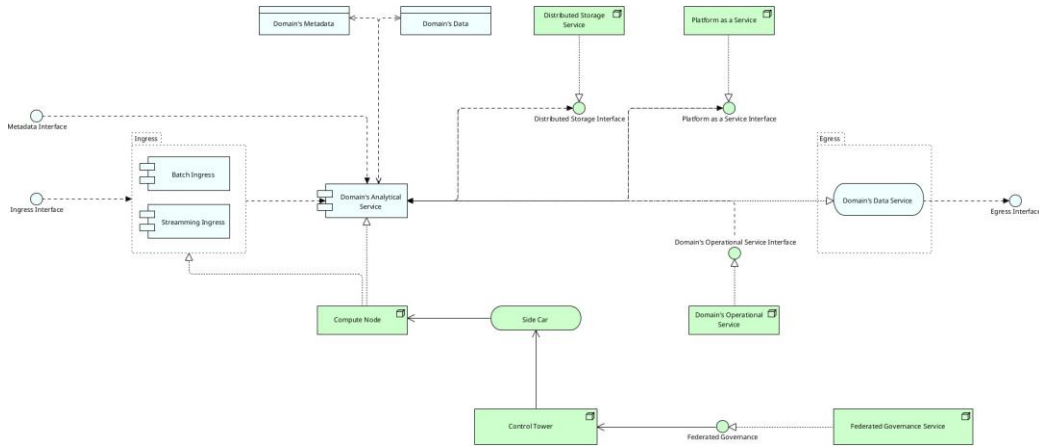 Domain's Metadata
Domain's Data
Distributed Storage
Service
Platform as a Service
Metadata Interface
Distributed Storage Interface
Platform as a Service Interface
Ingress
Egress
Batch Ingress
Ingress Interface
Streamming Ingress
Domain's Analytical
Service
Domain's Data Service
Egress Interface
Domain's Operational Service Interface
Compute Node
Side Car
Domain's Operational
Service
Control Tower
Federated Governance
Federated Governance Service